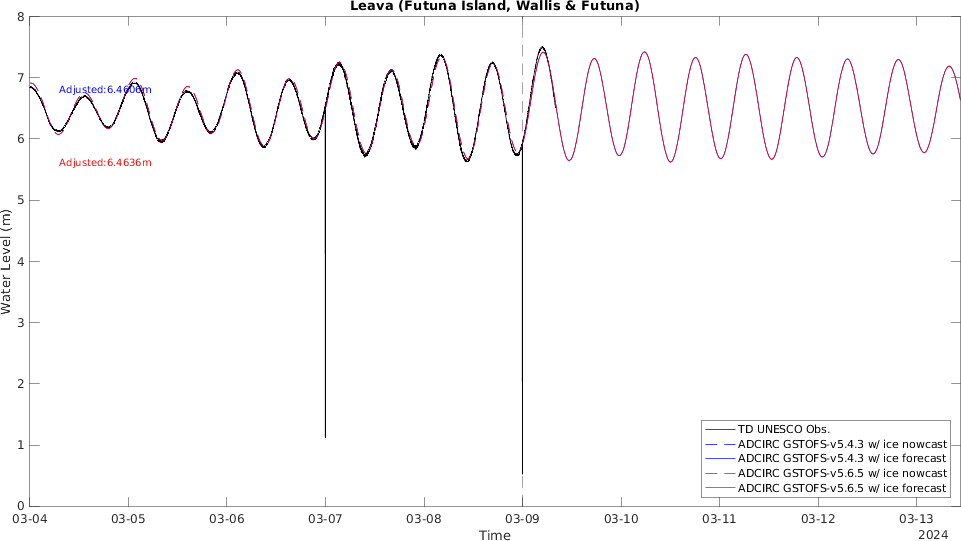 Leava (Futuna Island, Wallis & Futuna)
8
7
6
5
4
3
2
1
0
Water Level (m)
Adjusted:6.4606m
Adjusted:6.4636m
TD UNESCO Obs.
ADCIRC GSTOFS-v5.4.3 w/ ice nowcast
ADCIRC GSTOFS-v5.4.3 w/ ice forecast
ADCIRC GSTOFS-v5.6.5 w/ ice nowcast
ADCIRC GSTOFS-v5.6.5 w/ ice forecast
03-04 03-05 03-06 03-07 03-08 03-09 03-10 03-11 03-12 03-13
Time
2024